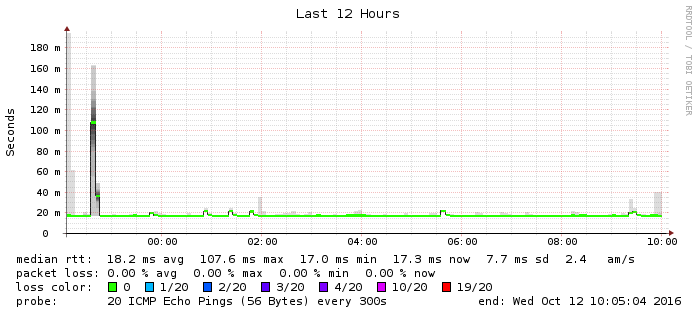 Last 12 Hours
RRDTOOL / TOBI OETIKER
Seconds
180 m
160 m
140 m
120 m
100 m
80 m
60 m
40 m
20 m
0
00:00 02:00 04:00 06:00 08:00 10:00
median rtt: 18.2 ms avg 107.6 ms max 17.0 ms min 17.3 ms now 7.7 ms sd 2.4 am/s
packet loss: 0.00 % avg 0.00 % max 0.00 % min 0.00 % now
loss color: 0 1/20 2/20 3/20 4/20 10/20 19/20
probe: 20 ICMP Echo Pings (56 Bytes) every 300s end: Wed Oct 12 10:05:04 2016